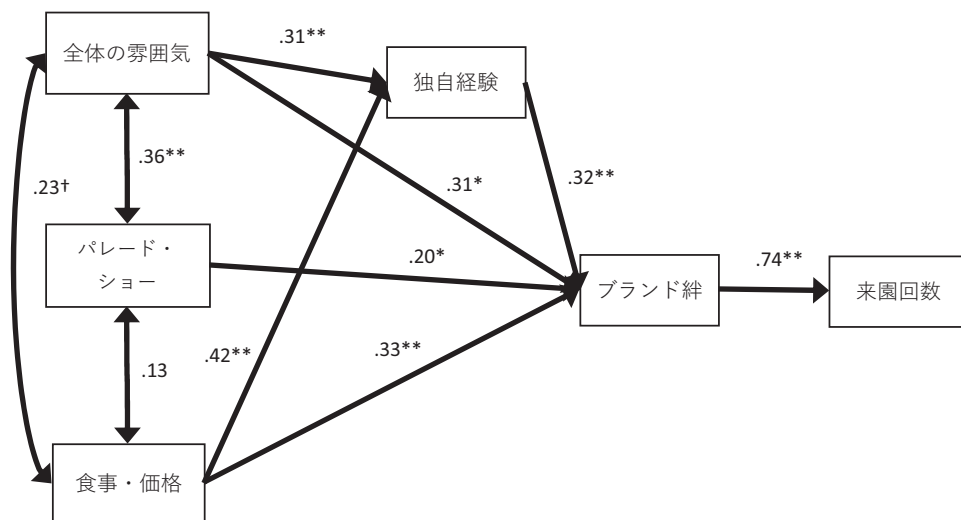 全体の雰囲気
.31**
独自経験
.36**
.23†
.31*
.32**
パレード・
ショー
.20*
ブランド絆
.74**
来園回数
.42**
.33**
.13
食事・価格